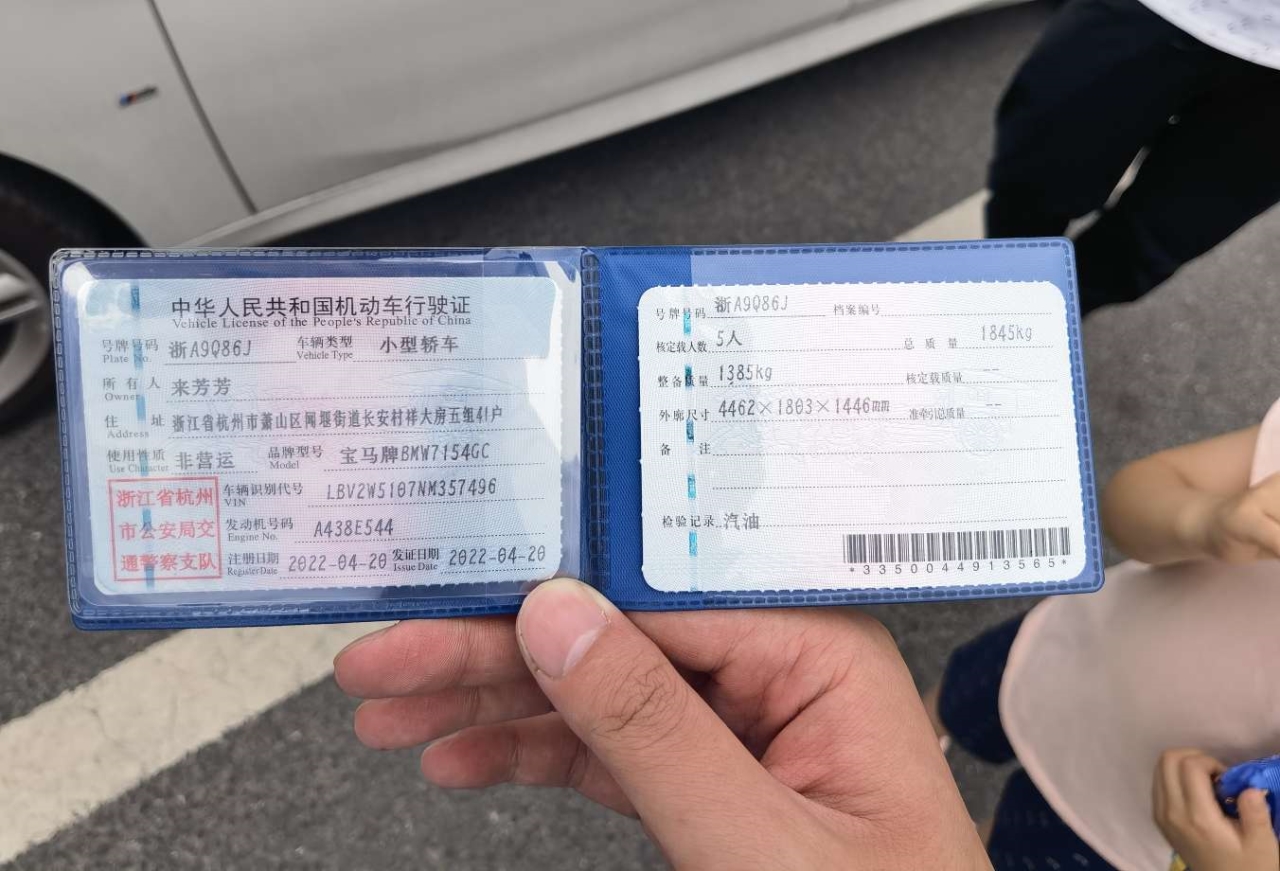 中华人民共和国机动车行驶证
Vehicle License of the People's Republic of China
号牌号码 浙A9Q86J 车辆类型 小型轿车
Plate No. Vehicle Type
所有人 来芳芳
Owner
住址 浙江省杭州市萧山区闻堰街道长安村祥大房五组41户
Address
使用性质 非营运 品牌型号 宝马牌BMW7154GC
Use Character Model
浙江省杭州
市公安局交
通警察支队
车辆识别代号 LBV2W5107NM357496
VIN
发动机号码 A438E544
Engine No.
注册日期 2022-04-20 发证日期 2022-04-20
Register Date Issue Date
号牌号码 浙A9Q86J 档案编号
核定载人数 5人 总质量 1845kg
整备质量 1385kg 核定载质量 --
外廓尺寸 4462×1803×1446mm 准牵引总质量 --
备注
检验记录 汽油
*3350044913565*